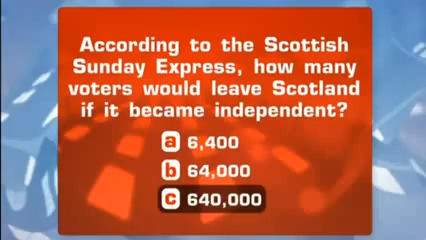 According to the Scottish
Sunday Express, how many
voters would leave Scotland
if it became independent?
a 6,400
b 64,000
c 640,000